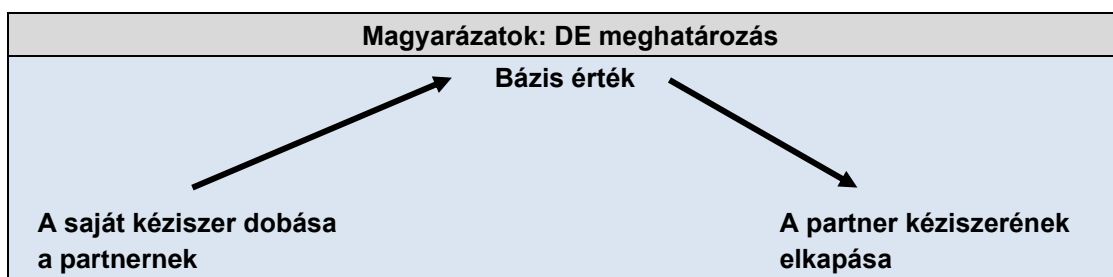 Magyarázatok: DE meghatározás
Bázis érték
A saját kéziszer dobása
a partnernek
A partner kéziszerének
elkapása